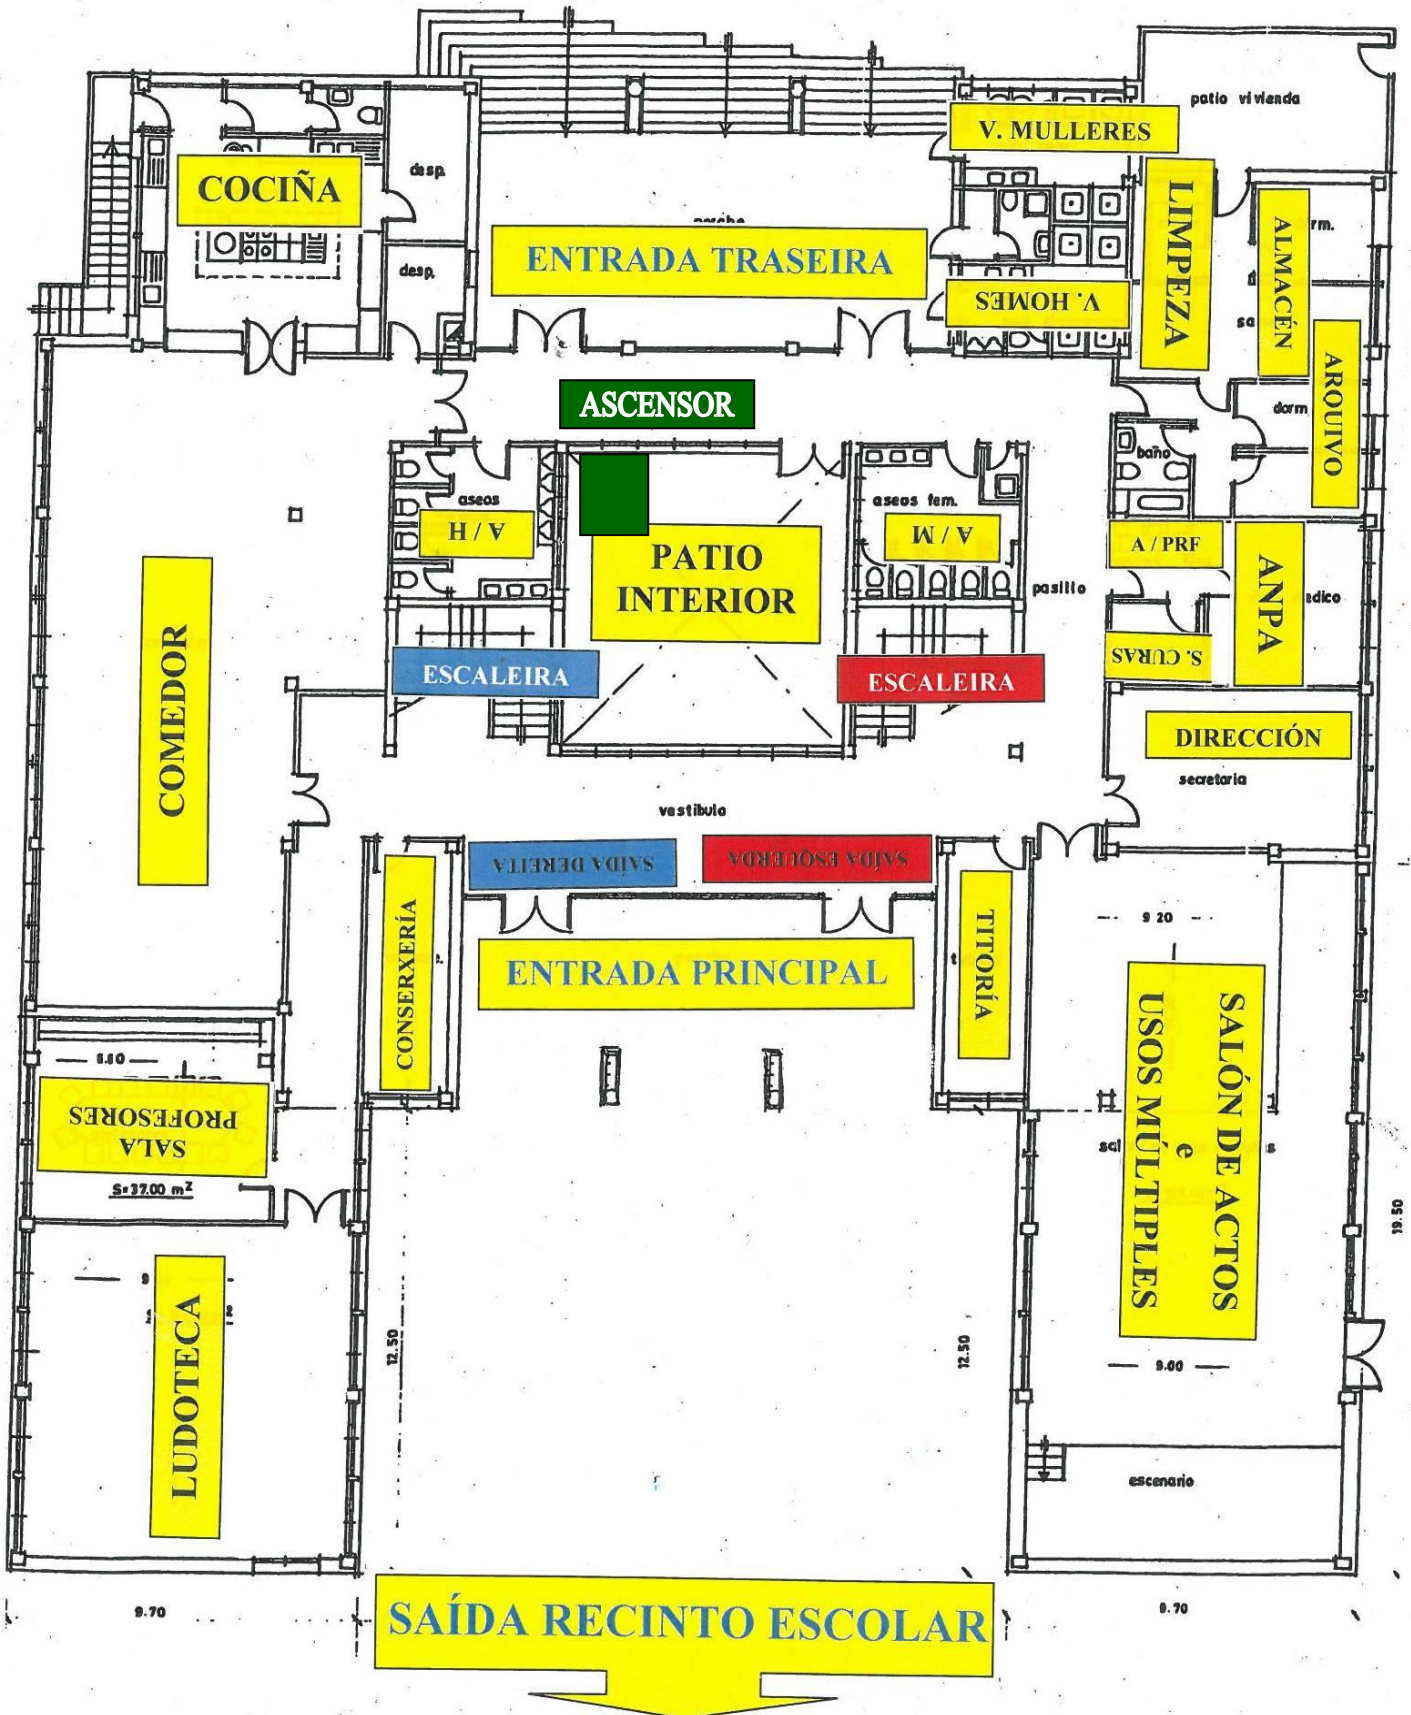 patio vivienda
V. MULLERES
COCIÑA
desp.
LIMPEZA
ALMACÉN
ENTRADA TRASEIRA
desp.
V. HOMES
ARQUIVO
ASCENSOR
dorm
baño
aseos
A / H
aseos fem.
A / M
PATIO
INTERIOR
A / PRF
ANPA
pasillo
COMEDOR
ESCALEIRA
ESCALEIRA
S. CURAS
DIRECCIÓN
secretaria
vestibulo
SAÍDA DEREITA
SAÍDA ESQUERDA
CONSERXERÍA
ENTRADA PRINCIPAL
TITORÍA
9 20
SALÓN DE ACTOS
e
USOS MÚLTIPLES
SALA
PROFESORES
S=37.00 m2
19.50
LUDOTECA
12.50
12.50
9.00
escenario
9.70
SAÍDA RECINTO ESCOLAR
9.70